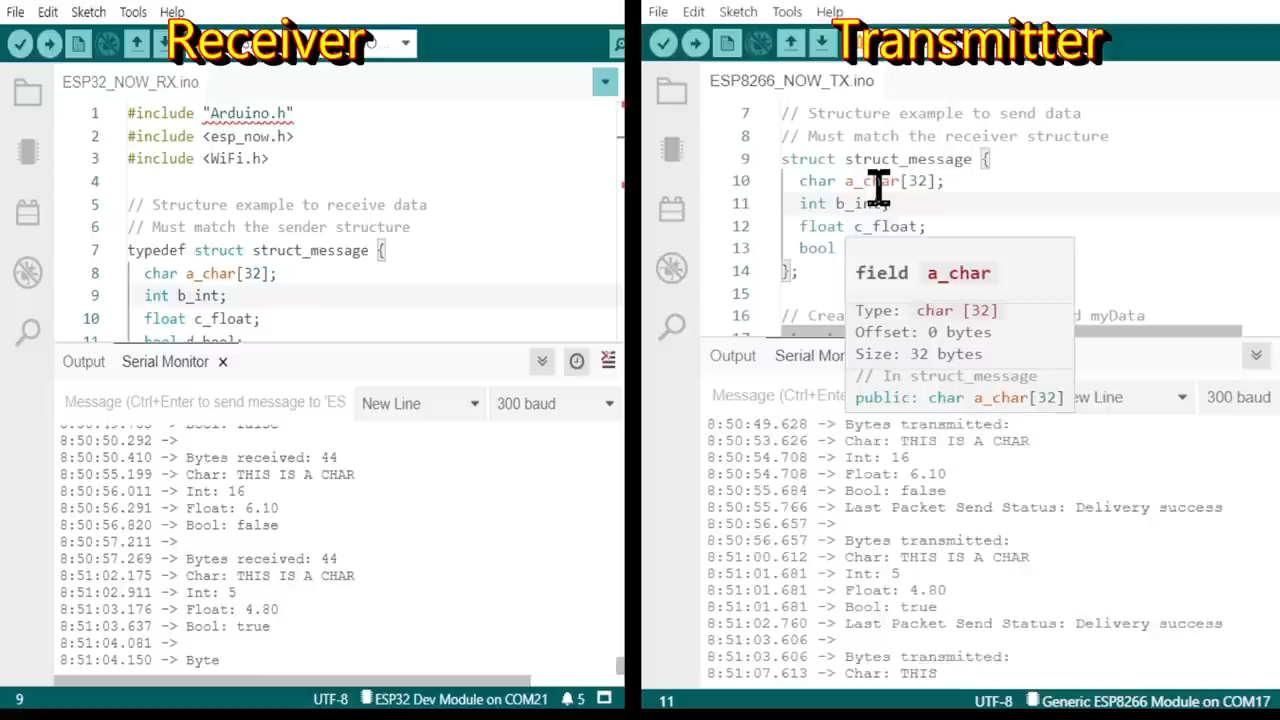 File Edit Sketch Tools Help
Receiver
ESP32_NOW_RX.ino
1 #include "Arduino.h"
2 #include <esp_now.h>
3 #include <WiFi.h>
4
5 // Structure example to receive data
6 // Must match the sender structure
7 typedef struct struct_message {
8 char a_char[32];
9 int b_int;
10 float c_float;
11 bool d_bool;
Output Serial Monitor
Message (Ctrl+Enter to send message to 'ES
New Line
300 baud
Bool: false
8:50:50.292 ->
8:50:50.410 -> Bytes received: 44
8:50:55.199 -> Char: THIS IS A CHAR
8:50:56.011 -> Int: 16
8:50:56.291 -> Float: 6.10
8:50:56.820 -> Bool: false
8:50:57.211 ->
8:50:57.269 -> Bytes received: 44
8:51:02.175 -> Char: THIS IS A CHAR
8:51:02.911 -> Int: 5
8:51:03.176 -> Float: 4.80
8:51:03.637 -> Bool: true
8:51:04.081 ->
8:51:04.150 -> Byte
9 UTF-8 ESP32 Dev Module on COM21 5
File Edit Sketch Tools Help
Transmitter
ESP8266_NOW_TX.ino
7 // Structure example to send data
8 // Must match the receiver structure
9 struct struct_message {
10 char a_char[32];
11 int b_int;
12 float c_float;
13 bool
14 };
15
16 // Crea d myData
17
field a_char
Type: char [32]
Offset: 0 bytes
Size: 32 bytes
// In struct_message
public: char a_char[32]
Output Serial Mor
Message (Ctrl+Enter
ew Line
300 baud
8:50:49.628 -> Bytes transmitted:
8:50:53.626 -> Char: THIS IS A CHAR
8:50:54.708 -> Int: 16
8:50:54.708 -> Float: 6.10
8:50:55.684 -> Bool: false
8:50:55.766 -> Last Packet Send Status: Delivery success
8:50:56.657 ->
8:50:56.657 -> Bytes transmitted:
8:51:00.612 -> Char: THIS IS A CHAR
8:51:01.681 -> Int: 5
8:51:01.681 -> Float: 4.80
8:51:01.681 -> Bool: true
8:51:02.760 -> Last Packet Send Status: Delivery success
8:51:03.606 ->
8:51:03.606 -> Bytes transmitted:
8:51:07.613 -> Char: THIS
11 UTF-8 Generic ESP8266 Module on COM17